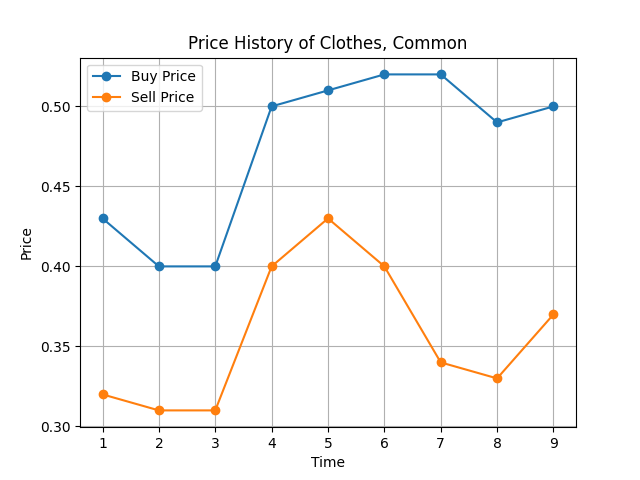 Price History of Clothes, Common
Buy Price
Sell Price
0.50
0.45
0.40
0.35
0.30
Price
1 2 3 4 5 6 7 8 9
Time